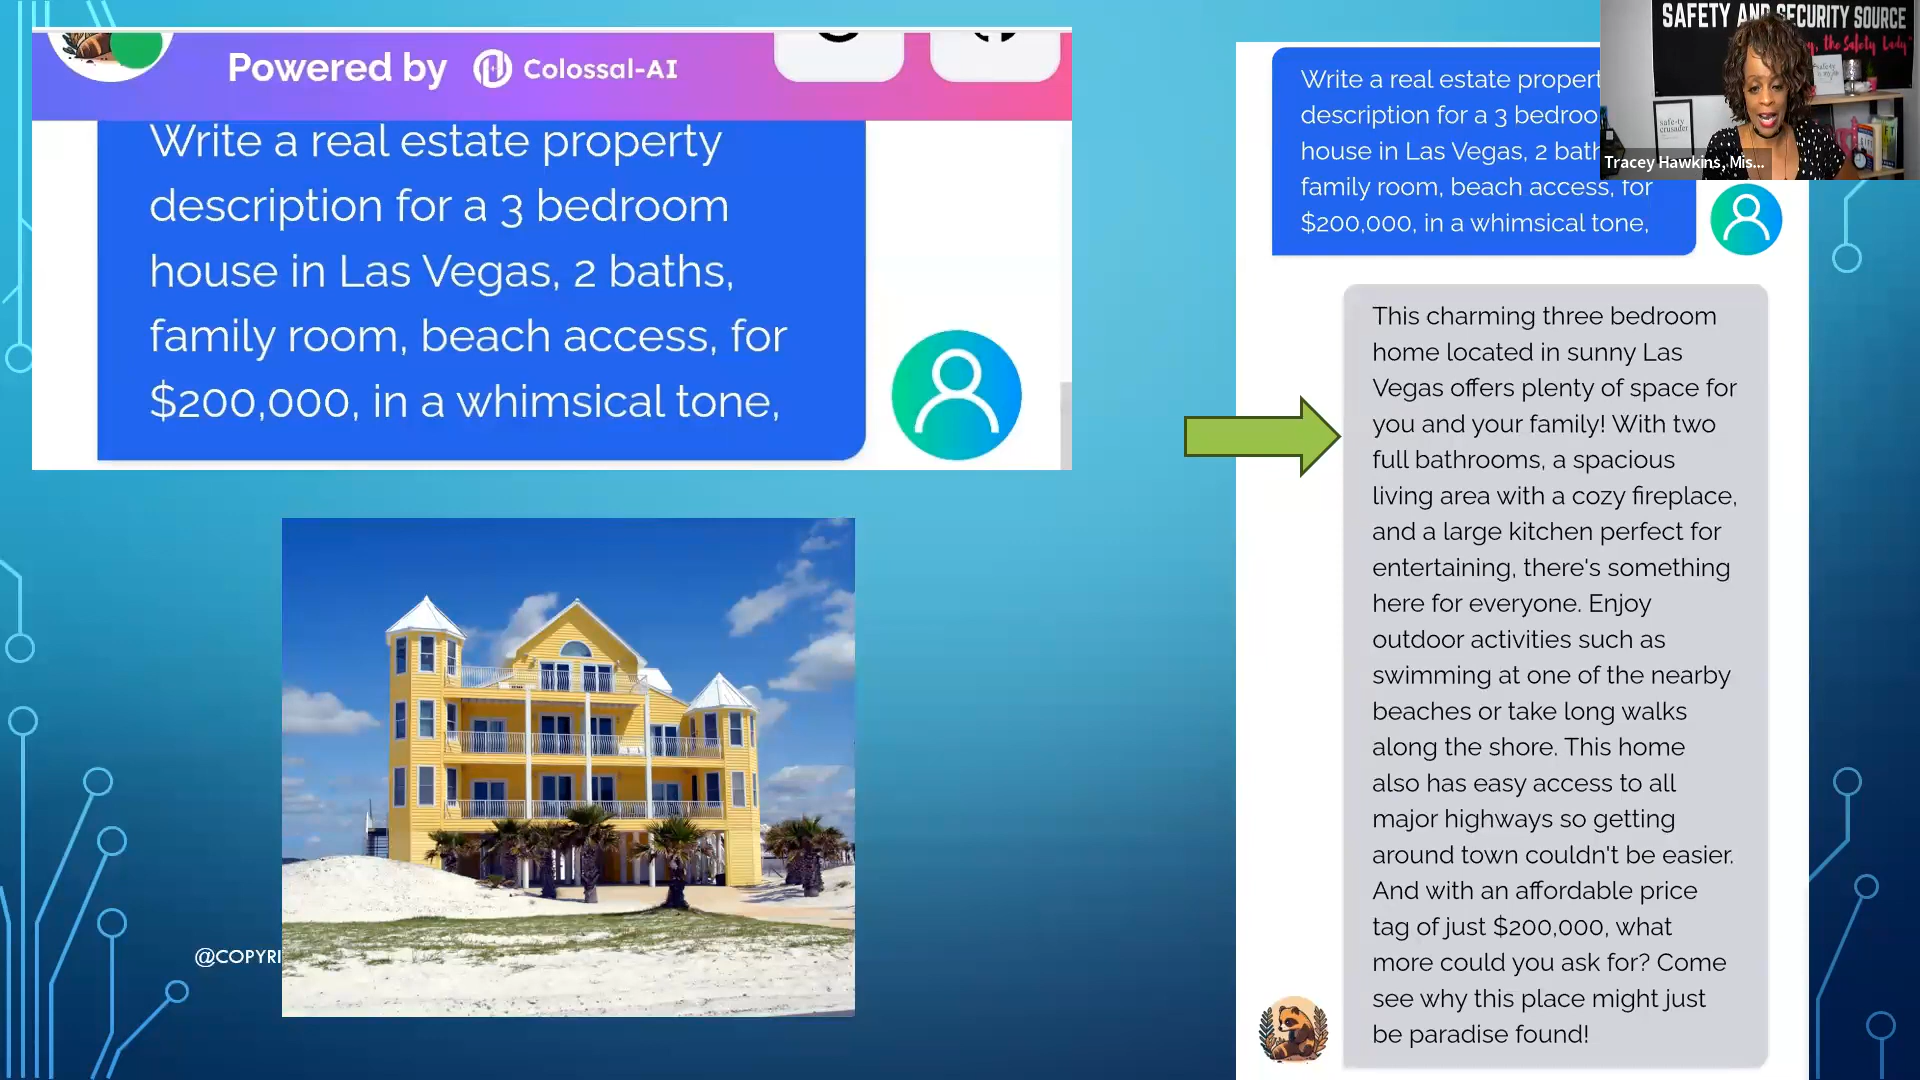 Powered by Colossal-AI
Write a real estate property
description for a 3 bedroom
house in Las Vegas, 2 baths,
family room, beach access, for
$200,000, in a whimsical tone,
@COPYRI
Write a real estate propert
description for a 3 bedroo
house in Las Vegas, 2 bath
family room, beach access, for
$200,000, in a whimsical tone,
This charming three bedroom
home located in sunny Las
Vegas offers plenty of space for
you and your family! With two
full bathrooms, a spacious
living area with a cozy fireplace,
and a large kitchen perfect for
entertaining, there's something
here for everyone. Enjoy
outdoor activities such as
swimming at one of the nearby
beaches or take long walks
along the shore. This home
also has easy access to all
major highways so getting
around town couldn't be easier.
And with an affordable price
tag of just $200,000, what
more could you ask for? Come
see why this place might just
be paradise found!
SAFETY AND SECURITY SOURCE
the Safety Lady"
safe·ty
crusader
Tracey Hawkins, Mis...